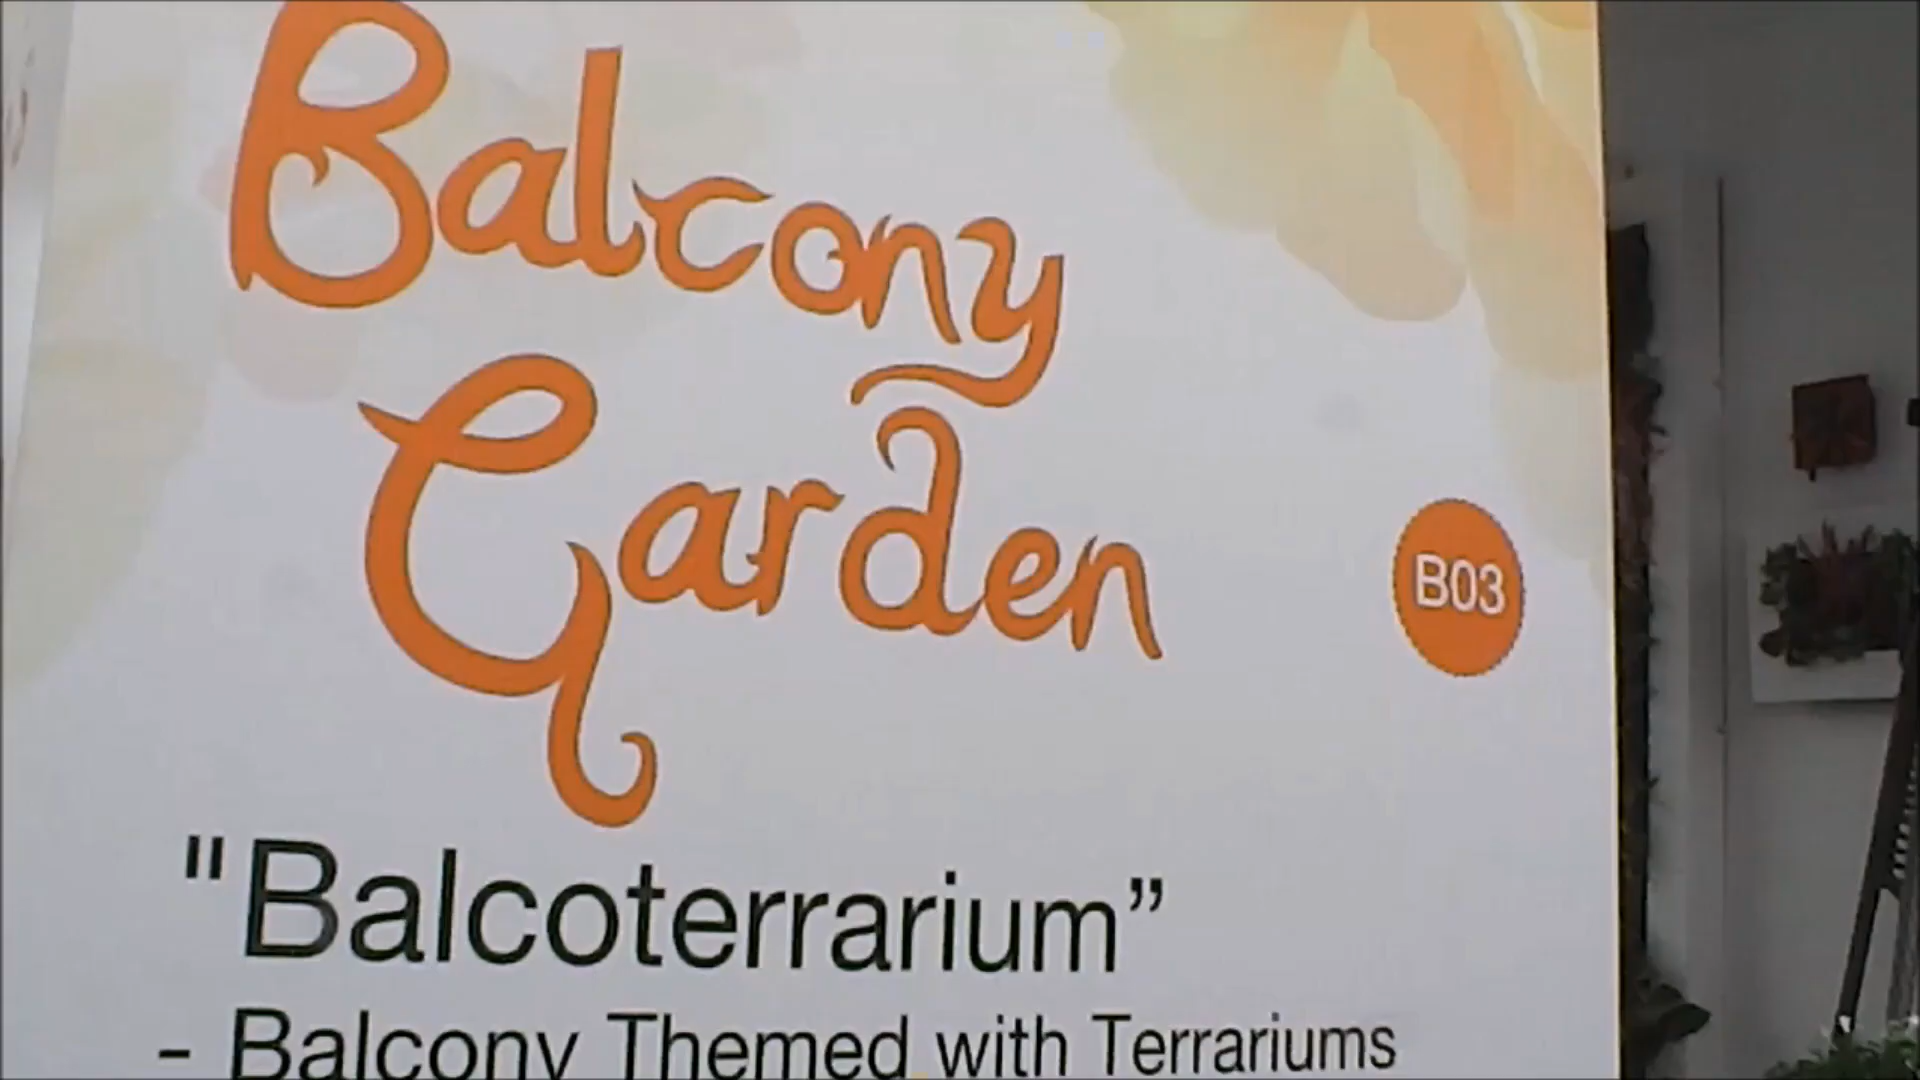 Balcony
Garden
B03
"Balcoterrarium”
- Balcony Themed with Terrariums